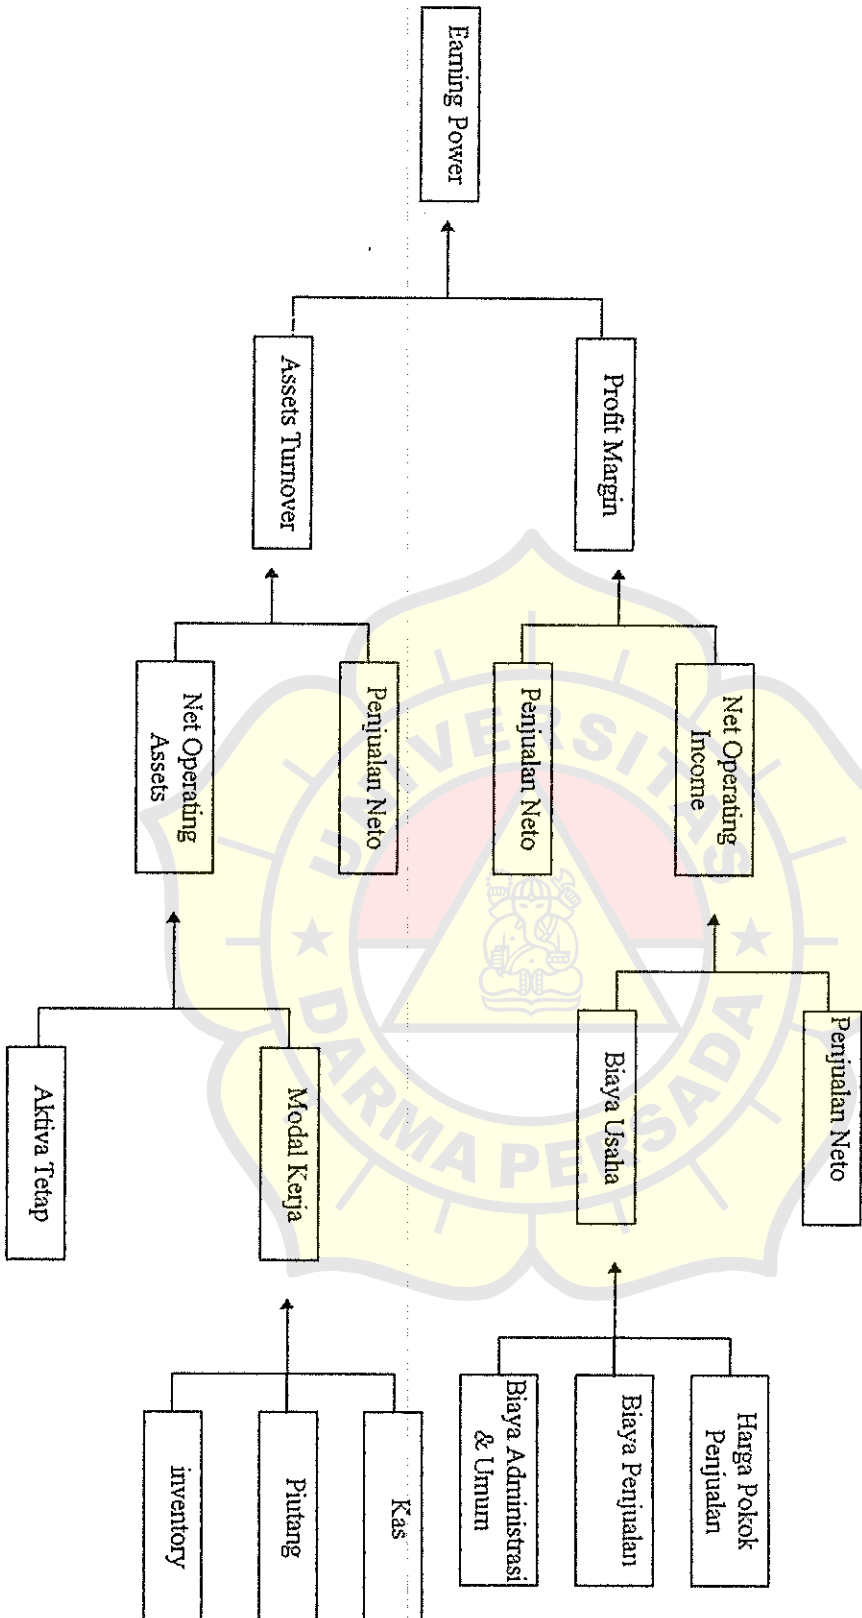 Penjualan Neto
Net Operating
Income
Harga Pokok
Penjualan
Profit Margin
Biaya Usaha
Biaya Penjualan
Penjualan Neto
Biaya Administrasi
& Umum
Earning Power
Penjualan Neto
Kas
Assets Turnover
Modal Kerja
Piutang
Net Operating
Assets
inventory
Aktiva Tetap
UNIVERSITAS
DARMA PERSADA